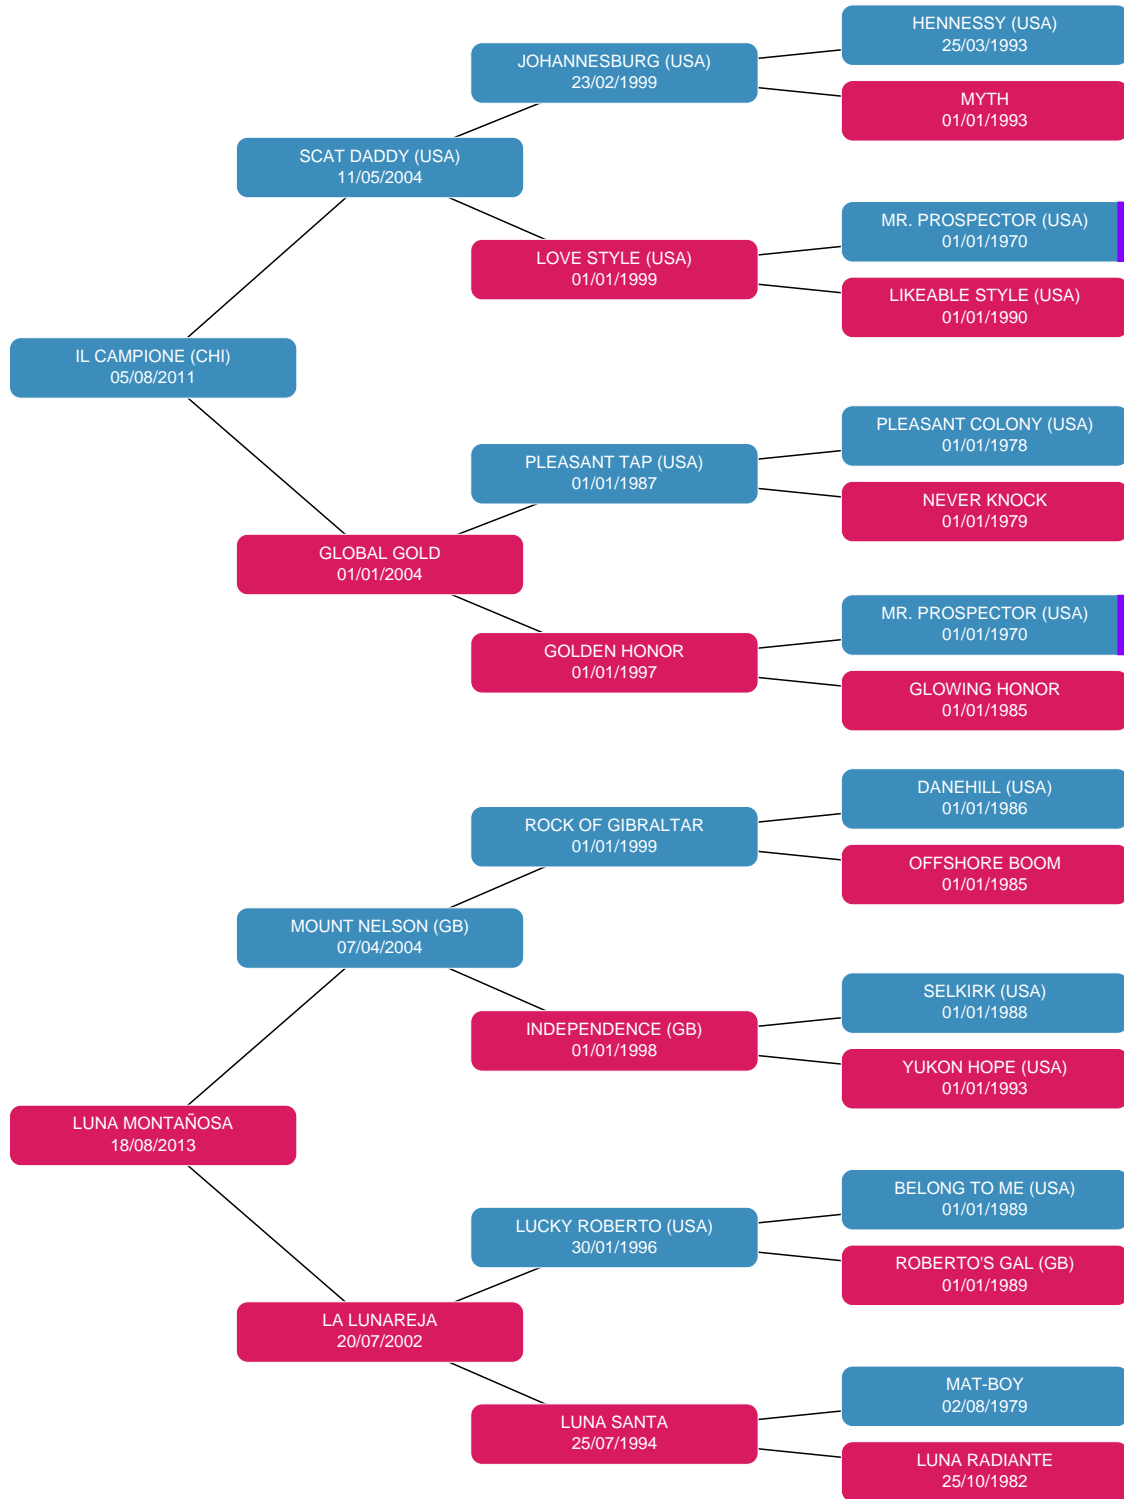 HENNESSY (USA)
25/03/1993
JOHANNESBURG (USA)
23/02/1999
MYTH
01/01/1993
SCAT DADDY (USA)
11/05/2004
MR. PROSPECTOR (USA)
01/01/1970
LOVE STYLE (USA)
01/01/1999
LIKEABLE STYLE (USA)
01/01/1990
IL CAMPIONE (CHI)
05/08/2011
PLEASANT COLONY (USA)
01/01/1978
PLEASANT TAP (USA)
01/01/1987
NEVER KNOCK
01/01/1979
GLOBAL GOLD
01/01/2004
MR. PROSPECTOR (USA)
01/01/1970
GOLDEN HONOR
01/01/1997
GLOWING HONOR
01/01/1985
DANEHILL (USA)
01/01/1986
ROCK OF GIBRALTAR
01/01/1999
OFFSHORE BOOM
01/01/1985
MOUNT NELSON (GB)
07/04/2004
SELKIRK (USA)
01/01/1988
INDEPENDENCE (GB)
01/01/1998
YUKON HOPE (USA)
01/01/1993
LUNA MONTAÑOSA
18/08/2013
BELONG TO ME (USA)
01/01/1989
LUCKY ROBERTO (USA)
30/01/1996
ROBERTO'S GAL (GB)
01/01/1989
LA LUNAREJA
20/07/2002
MAT-BOY
02/08/1979
LUNA SANTA
25/07/1994
LUNA RADIANTE
25/10/1982